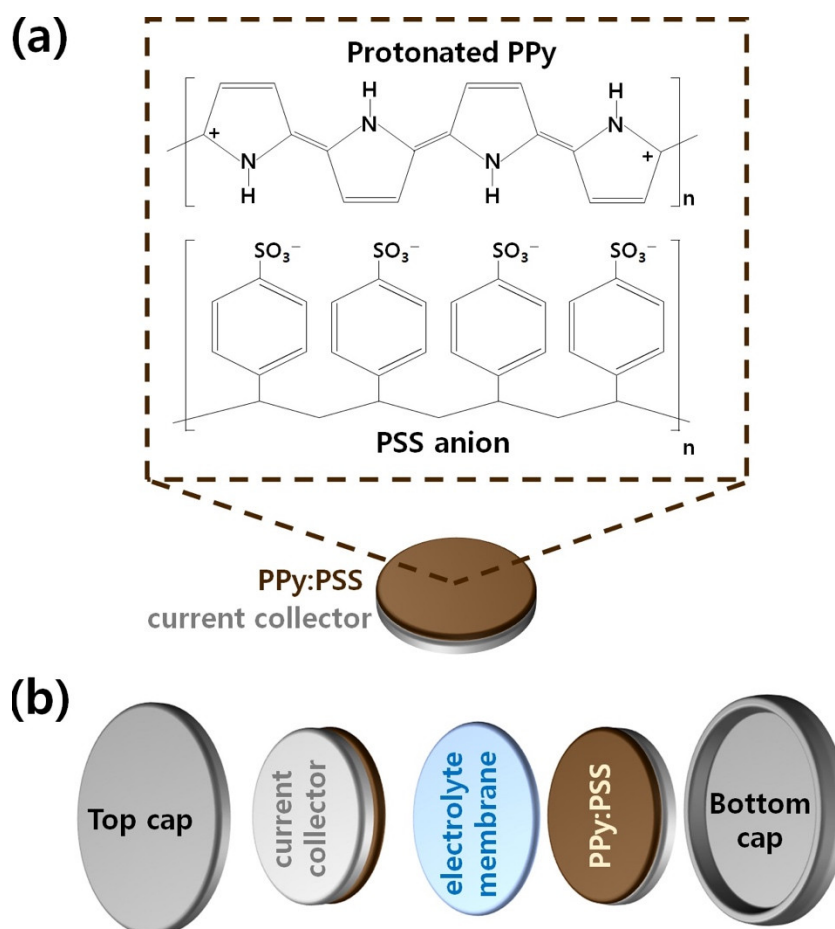 (a)
Protonated PPy
H H
+ N N
N N +
H H
n
SO₃⁻ SO₃⁻ SO₃⁻ SO₃⁻
PSS anion
n
PPy:PSS
current collector
(b)
Top cap
current
collector
electrolyte
membrane
PPy:PSS
Bottom
cap